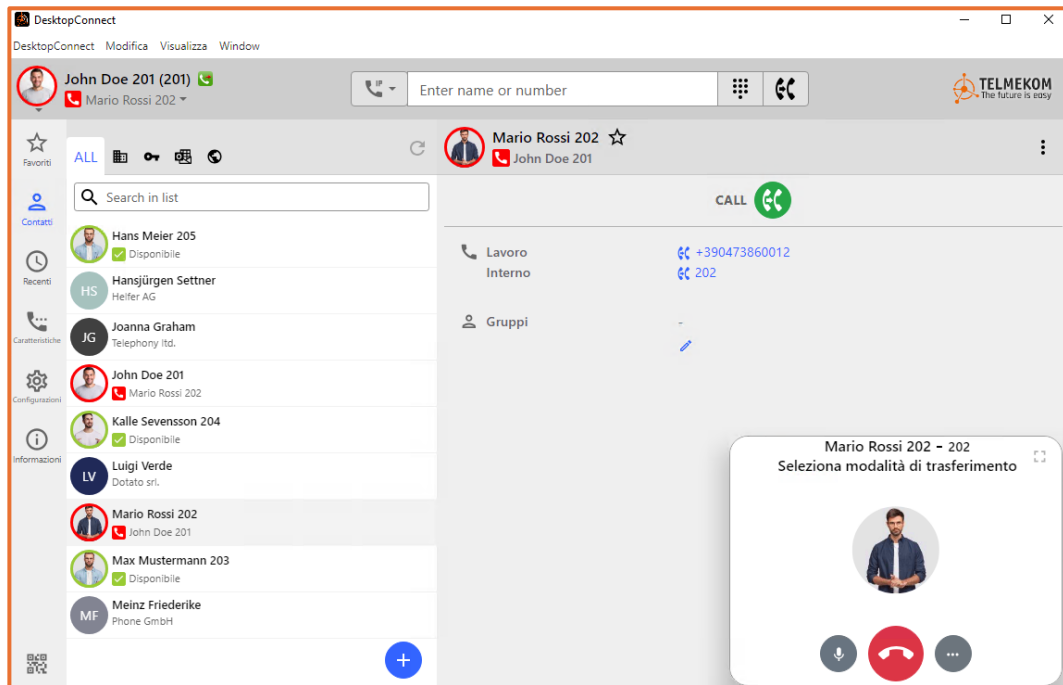 DesktopConnect
DesktopConnect Modifica Visualizza Window
John Doe 201 (201)
Mario Rossi 202
IP
Enter name or number
TELMEKOM
The future is easy
Favoriti
Contatti
Recenti
Caratteristiche
Configurazioni
Informazioni
ALL
Search in list
Hans Meier 205
Disponibile
HS
Hansjürgen Settner
Helfer AG
JG
Joanna Graham
Telephony ltd.
John Doe 201
Mario Rossi 202
Kalle Sevensson 204
Disponibile
LV
Luigi Verde
Dotato srl.
Mario Rossi 202
John Doe 201
Max Mustermann 203
Disponibile
MF
Meinz Friederike
Phone GmbH
+
Mario Rossi 202
John Doe 201
CALL
Lavoro +390473860012
Interno 202
Gruppi -
Mario Rossi 202 - 202
Seleziona modalità di trasferimento